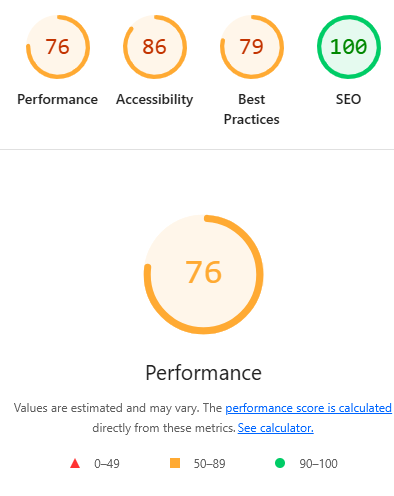 76 86 79 100
Performance Accessibility Best Practices SEO
76
Performance
Values are estimated and may vary. The performance score is calculated
directly from these metrics. See calculator.
0–49 50–89 90–100